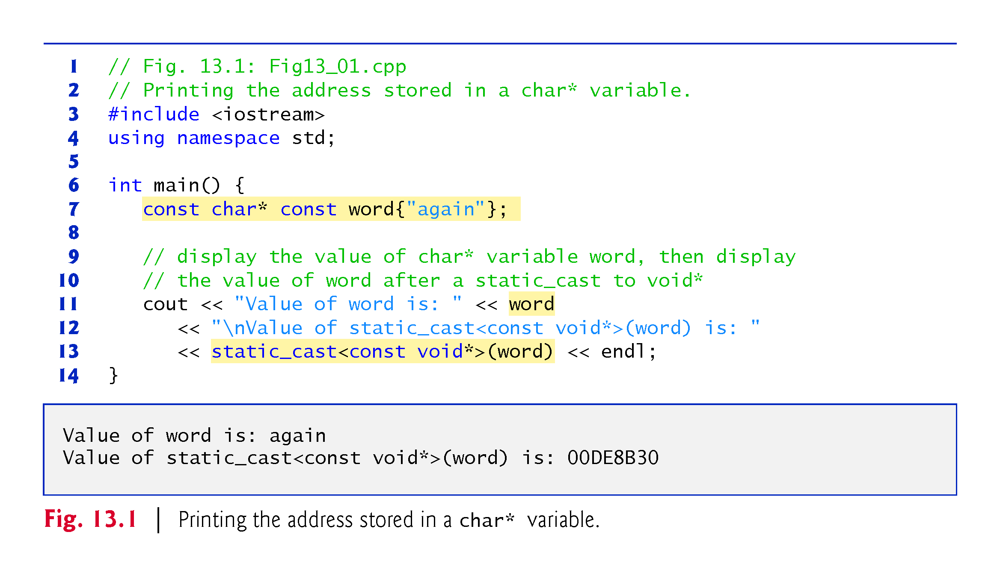 1 // Fig. 13.1: Fig13_01.cpp
2 // Printing the address stored in a char* variable.
3 #include <iostream>
4 using namespace std;
5
6 int main() {
7 const char* const word{"again"};
8
9 // display the value of char* variable word, then display
10 // the value of word after a static_cast to void*
11 cout << "Value of word is: " << word
12 << "\nValue of static_cast<const void*>(word) is: "
13 << static_cast<const void*>(word) << endl;
14 }
Value of word is: again
Value of static_cast<const void*>(word) is: 00DE8B30
Fig. 13.1 | Printing the address stored in a char* variable.